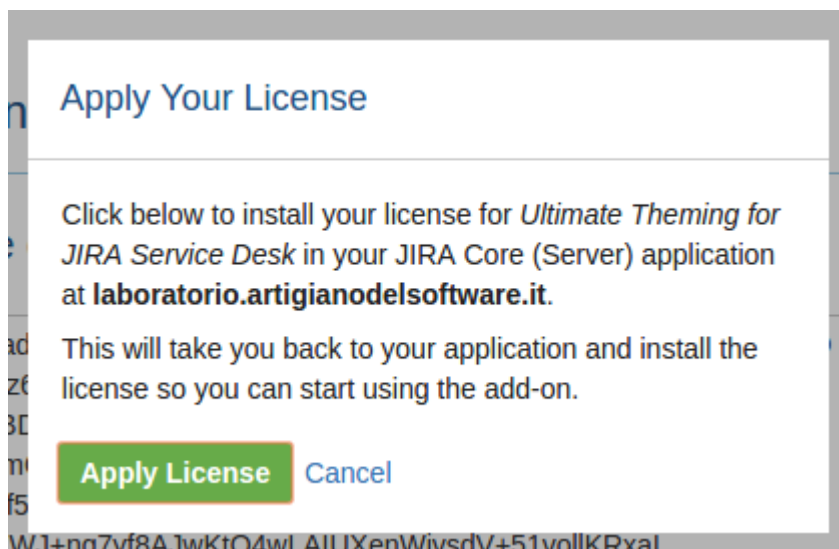 Apply Your License
Click below to install your license for Ultimate Theming for
JIRA Service Desk in your JIRA Core (Server) application
at laboratorio.artigianodelsoftware.it.
This will take you back to your application and install the
license so you can start using the add-on.
Apply License Cancel